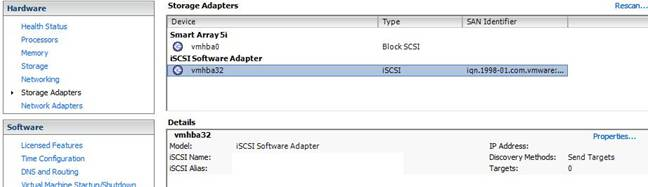 Hardware
Health Status
Processors
Memory
Storage
Networking
Storage Adapters
Network Adapters
Software
Licensed Features
Time Configuration
DNS and Routing
Virtual Machine Startup/Shutdown
Storage Adapters
Rescan...
Device Type SAN Identifier
Smart Array 5i
vmhba0 Block SCSI
iSCSI Software Adapter
vmhba32 iSCSI iqn.1998-01.com.vmware:...
Details
vmhba32
Properties...
Model: iSCSI Software Adapter IP Address:
iSCSI Name: Discovery Methods: Send Targets
iSCSI Alias: Targets: 0